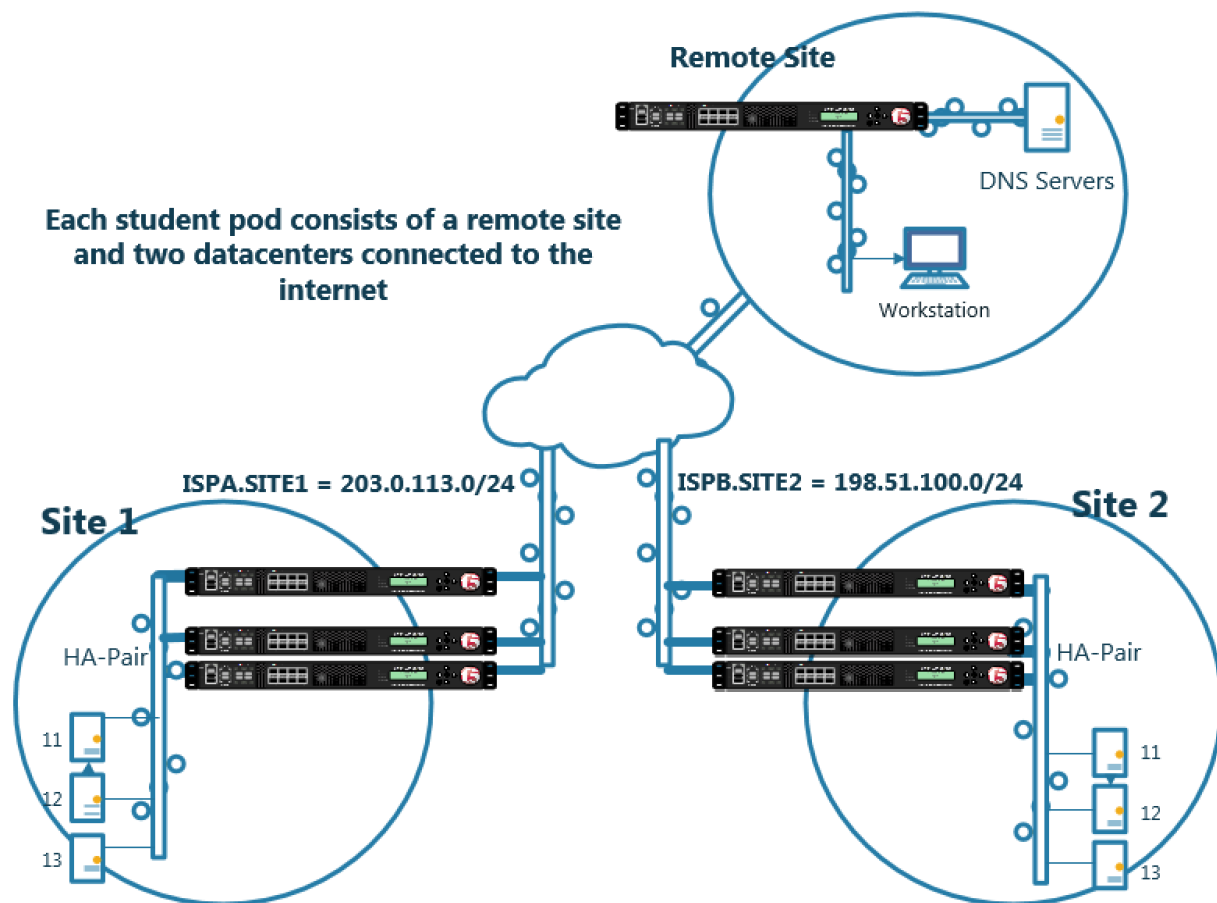 Remote Site
DNS Servers
Each student pod consists of a remote site
and two datacenters connected to the
internet
Workstation
ISPA.SITE1 = 203.0.113.0/24
ISPB.SITE2 = 198.51.100.0/24
Site 1
Site 2
HA-Pair
HA-Pair
11
12
13
11
12
13